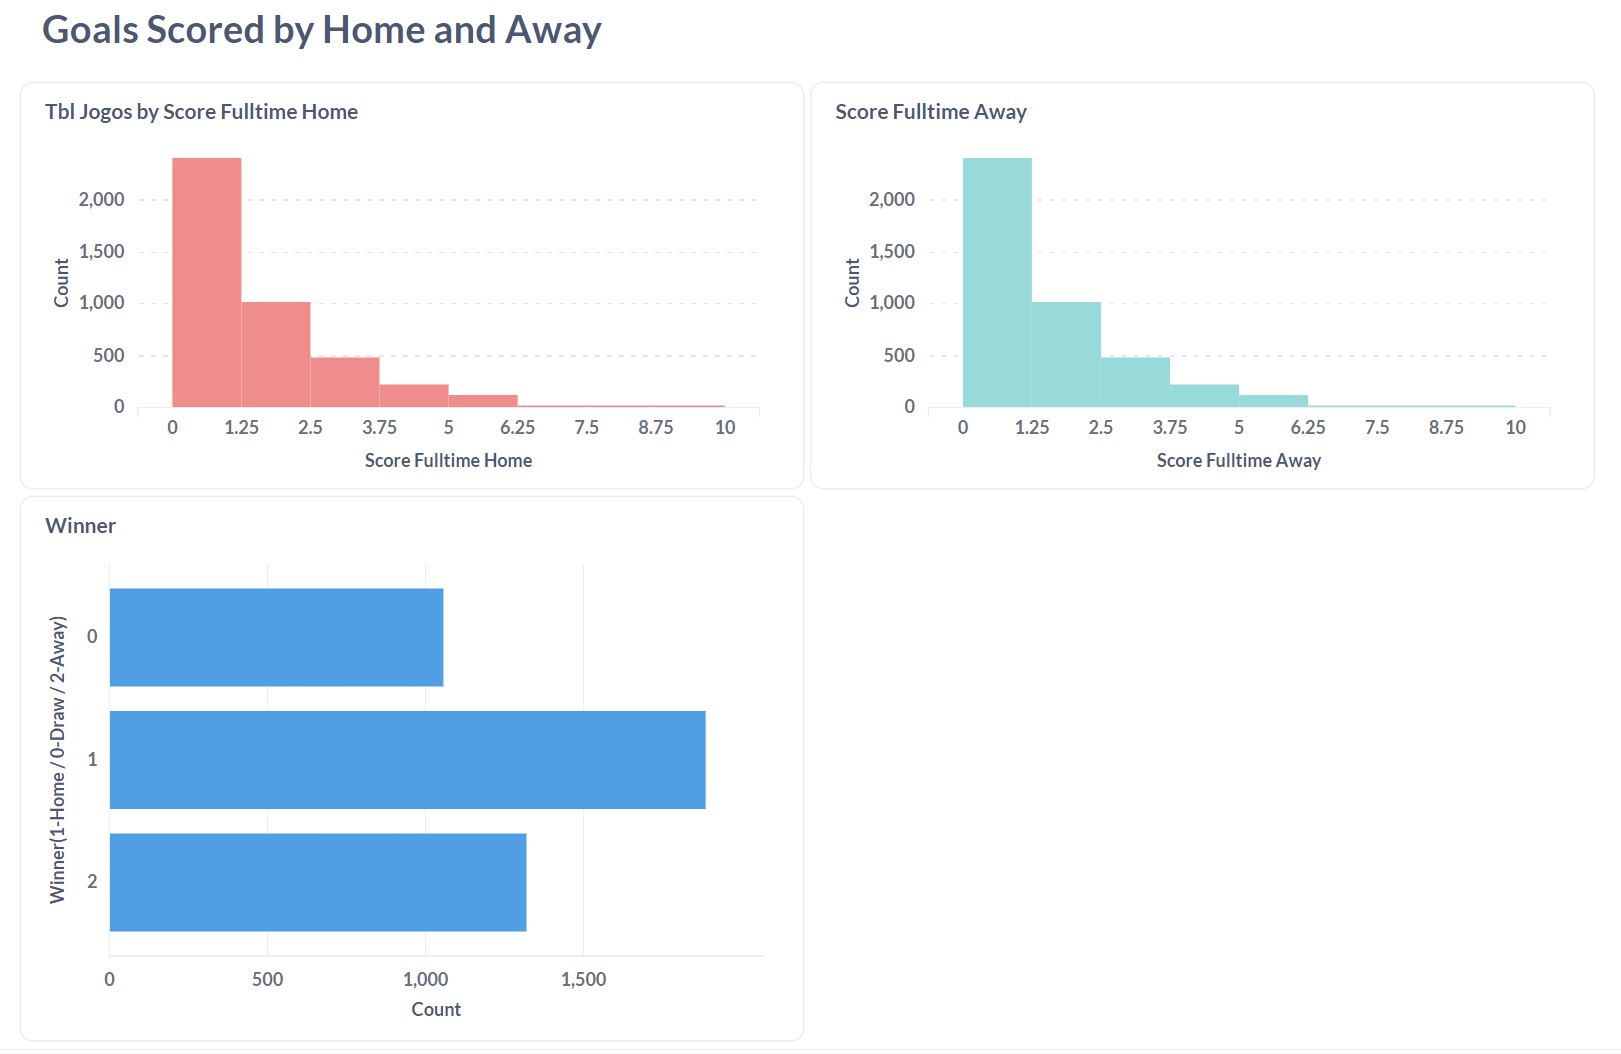 Goals Scored by Home and Away
Tbl Jogos by Score Fulltime Home
2,000
1,500
1,000
500
0
Count
0 1.25 2.5 3.75 5 6.25 7.5 8.75 10
Score Fulltime Home
Score Fulltime Away
2,000
1,500
1,000
500
0
Count
0 1.25 2.5 3.75 5 6.25 7.5 8.75 10
Score Fulltime Away
Winner
Winner(1-Home / 0-Draw / 2-Away)
0
1
2
0 500 1,000 1,500
Count